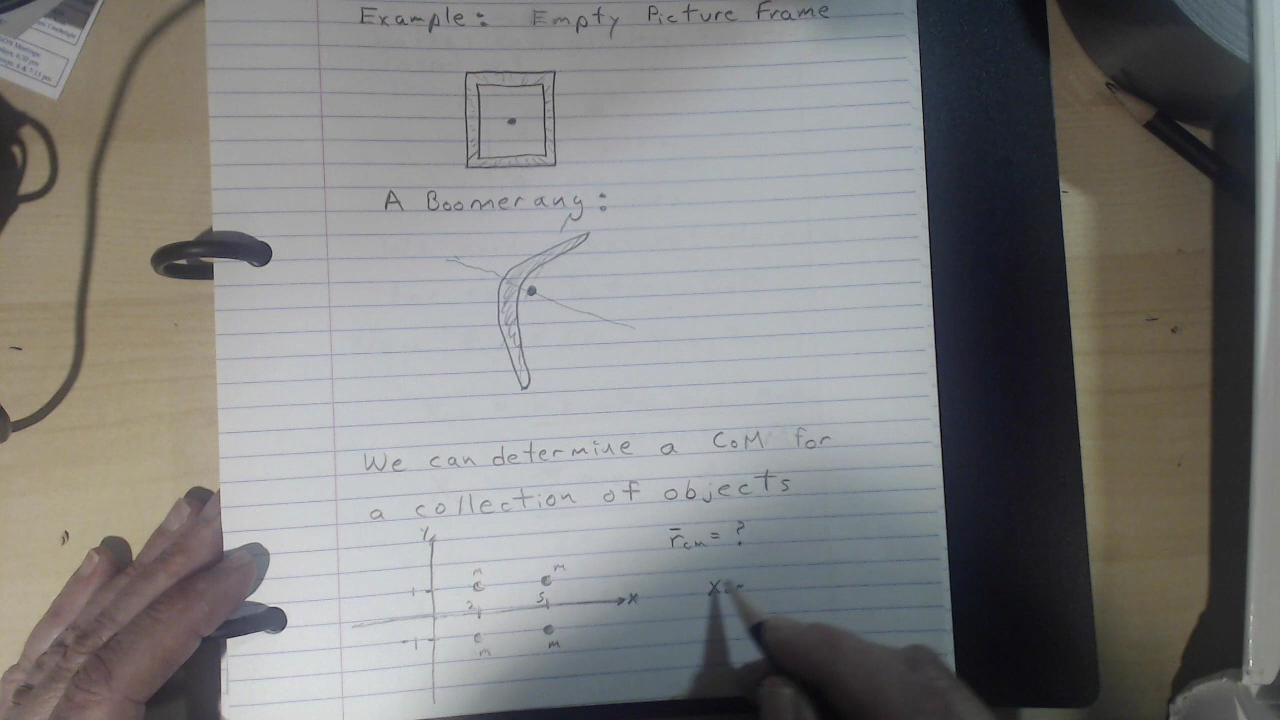 Example: Empty Picture Frame
A Boomerang:
We can determine a CoM for
a collection of objects
y
r̄cm = ?
m m
1
2 5 x
x
-1
m m